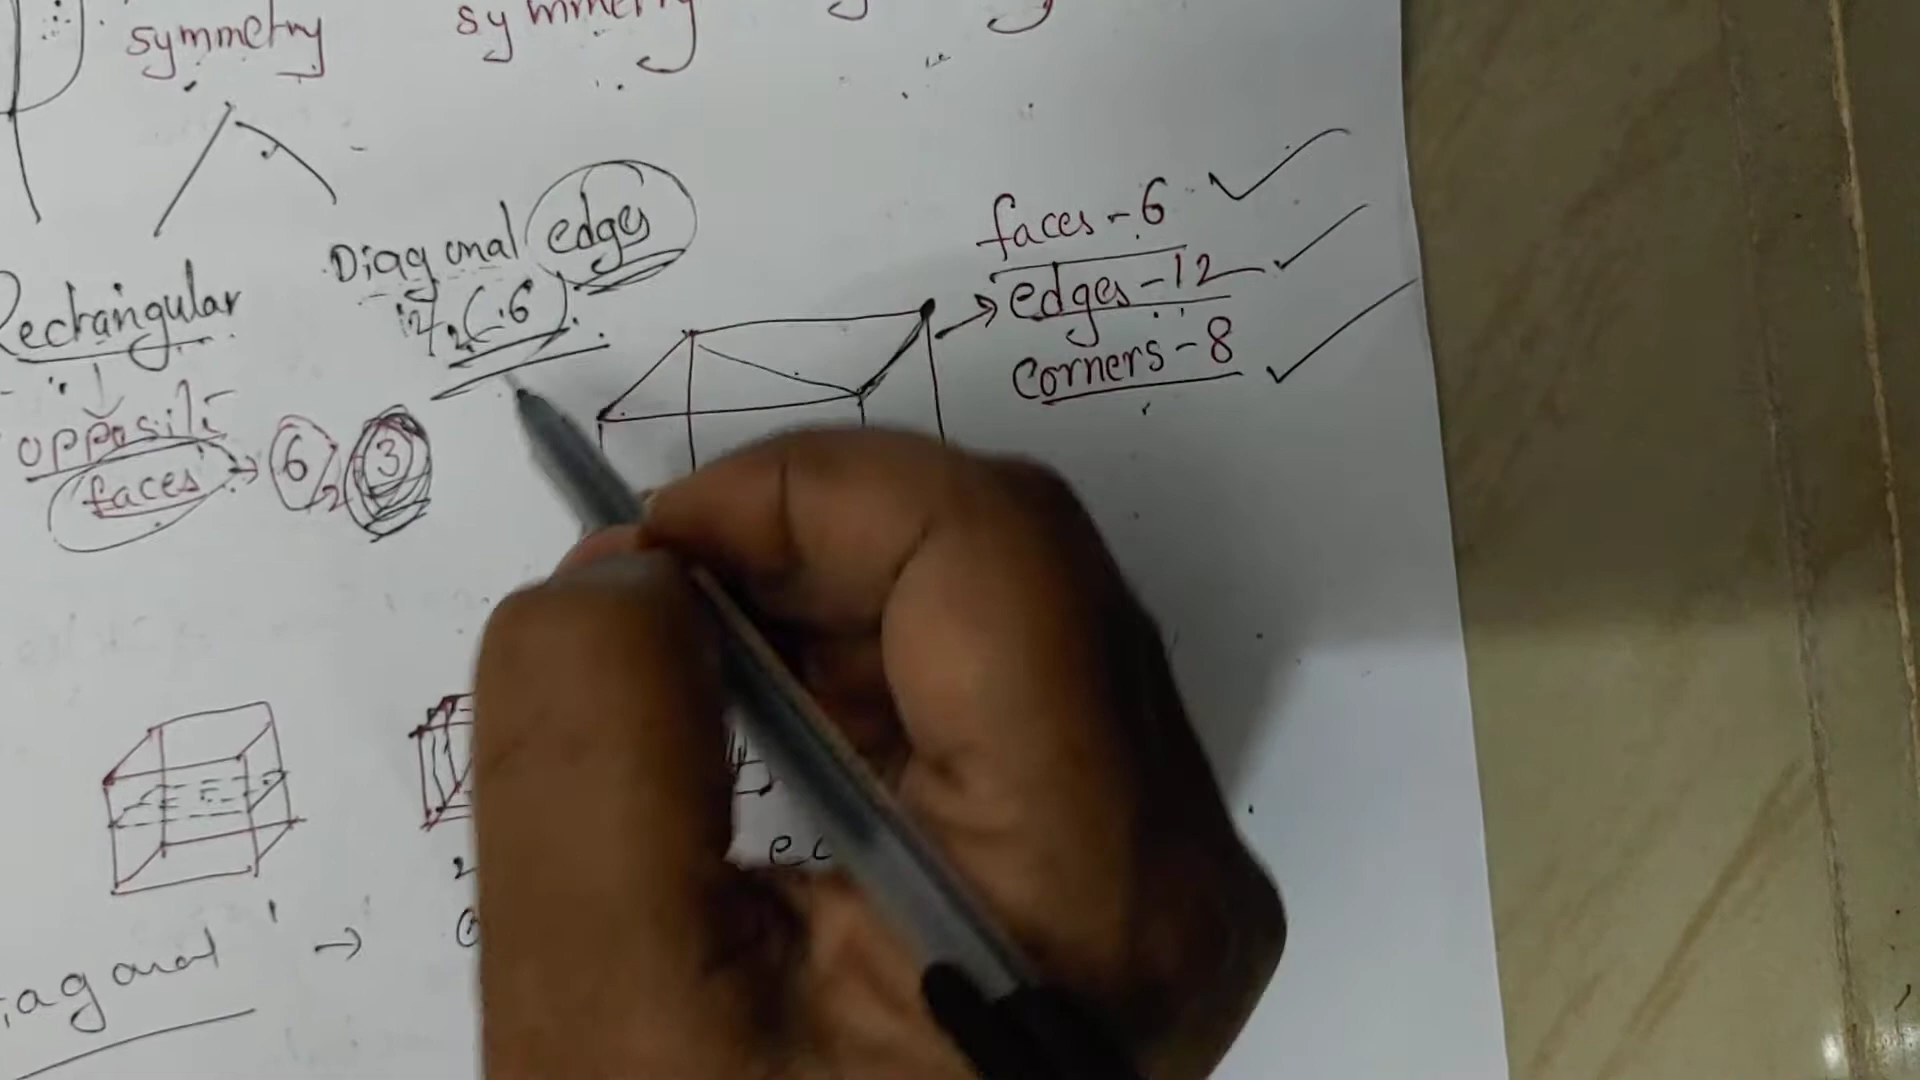 symmetry symmetry
Diagonal edges
faces - 6
Rectangular
12/2 (6)
edges - 12
corners - 8
opposite
faces → 6/2 3
iagonal →